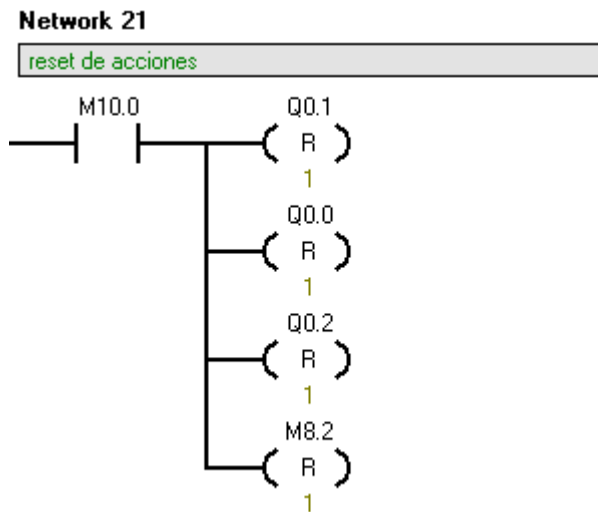 Network 21
reset de acciones
M10.0 Q0.1
R
1
Q0.0
R
1
Q0.2
R
1
M8.2
R
1